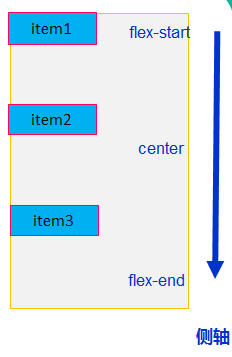 item1
flex-start
item2
center
item3
flex-end
侧轴